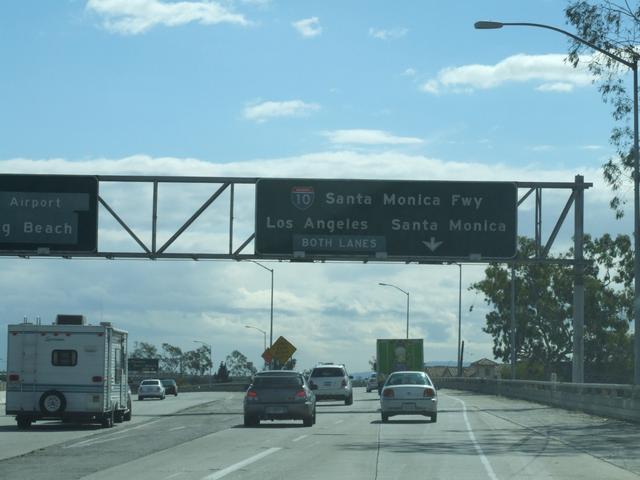 Airport
g Beach
10 Santa Monica Fwy
Los Angeles Santa Monica
BOTH LANES